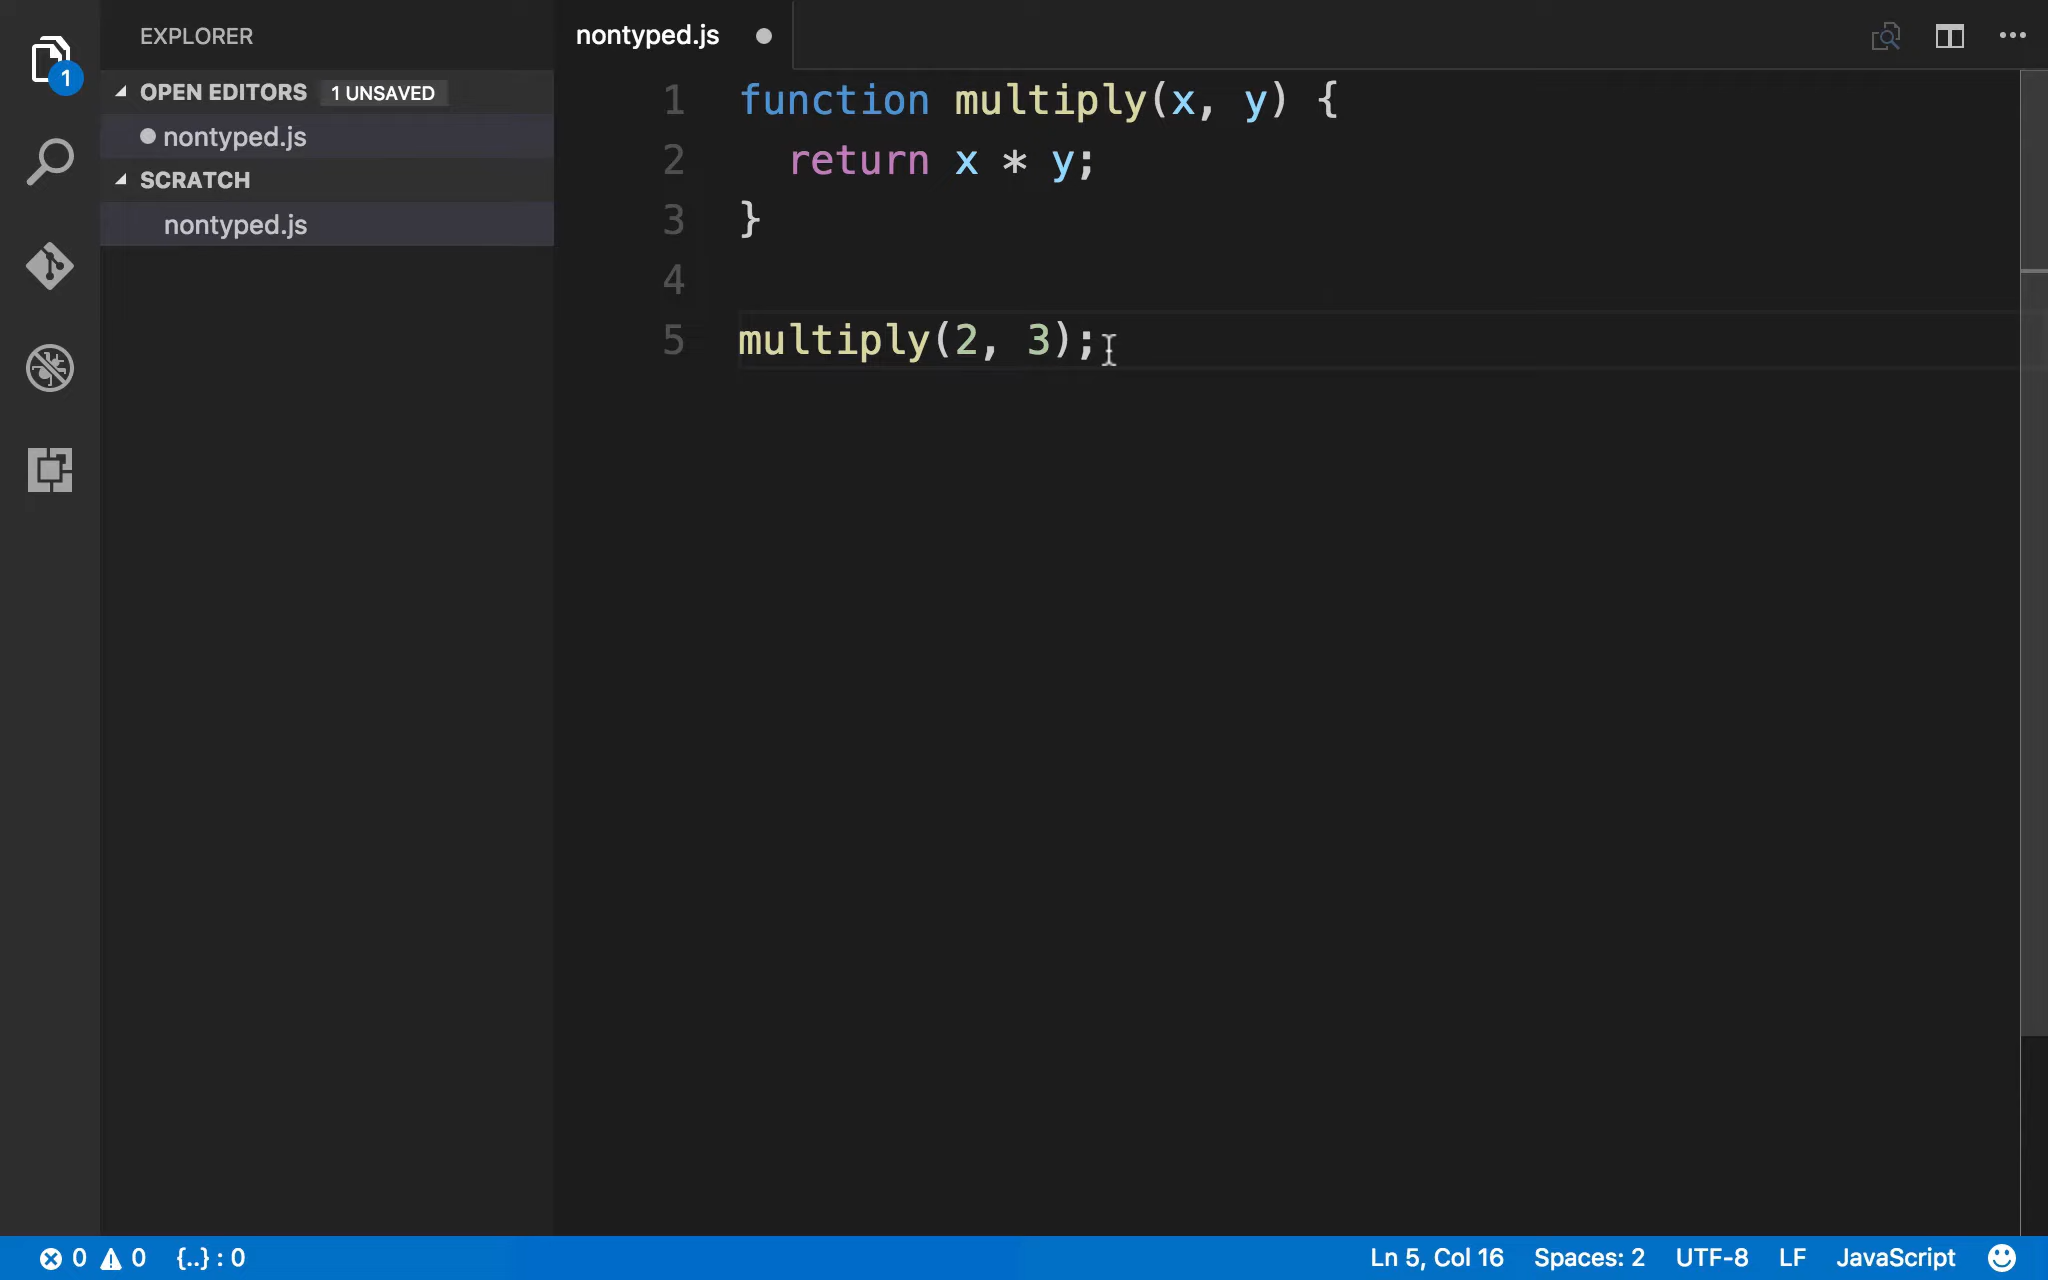 EXPLORER
1
OPEN EDITORS 1 UNSAVED
nontyped.js
SCRATCH
nontyped.js
nontyped.js
1 function multiply(x, y) {
2 return x * y;
3 }
4
5 multiply(2, 3);
0 0 {..} : 0
Ln 5, Col 16 Spaces: 2 UTF-8 LF JavaScript